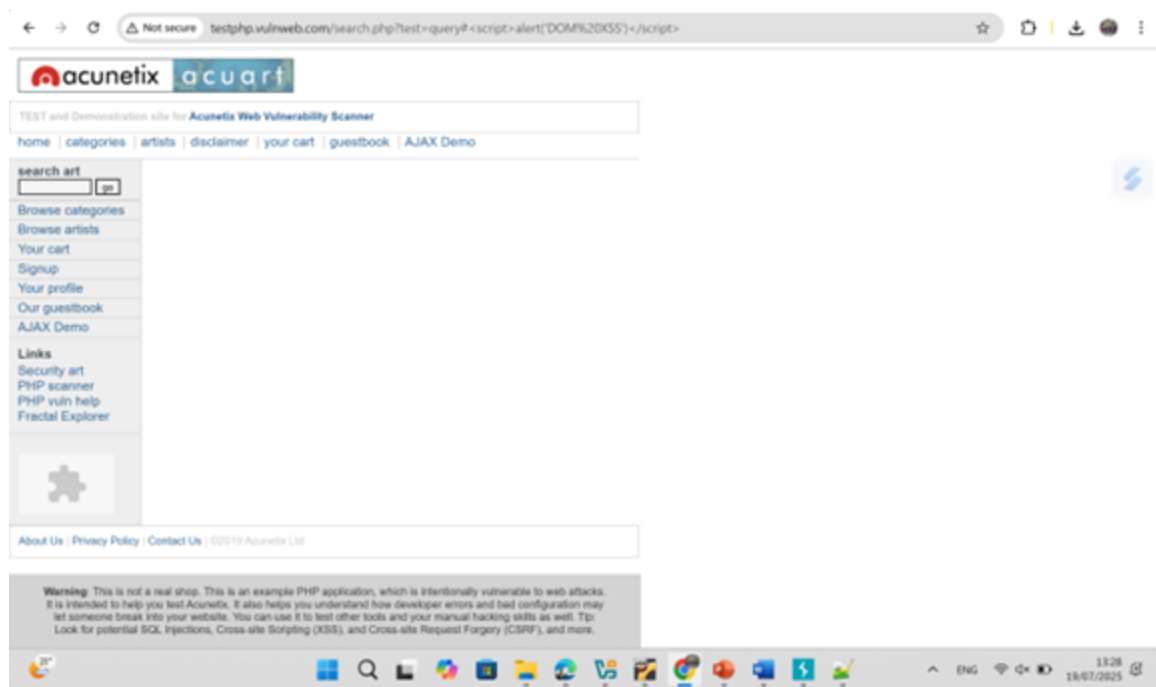 Not secure testphp.vulnweb.com/search.php?test=query#<script>alert('DOM%20XSS')</script>
acunetix acuart
TEST and Demonstration site for Acunetix Web Vulnerability Scanner
home | categories | artists | disclaimer | your cart | guestbook | AJAX Demo
search art
go
Browse categories
Browse artists
Your cart
Signup
Your profile
Our guestbook
AJAX Demo
Links
Security art
PHP scanner
PHP vuln help
Fractal Explorer
About Us | Privacy Policy | Contact Us | ©2019 Acunetix Ltd
Warning: This is not a real shop. This is an example PHP application, which is intentionally vulnerable to web attacks.
It is intended to help you test Acunetix. It also helps you understand how developer errors and bad configuration may
let someone break into your website. You can use it to test other tools and your manual hacking skills as well. Tip:
Look for potential SQL Injections, Cross-site Scripting (XSS), and Cross-site Request Forgery (CSRF), and more.
ENG
13:28
19/07/2025